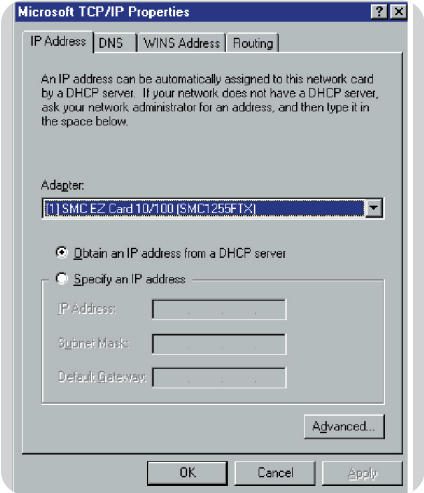 Microsoft TCP/IP Properties
IP Address DNS WINS Address Routing
An IP address can be automatically assigned to this network card
by a DHCP server. If your network does not have a DHCP server,
ask your network administrator for an address, and then type it in
the space below.
Adapter:
[1] SMC EZ Card 10/100 (SMC1255FTX)
Obtain an IP address from a DHCP server
Specify an IP address
IP Address:
Subnet Mask:
Default Gateway:
Advanced...
OK Cancel Apply